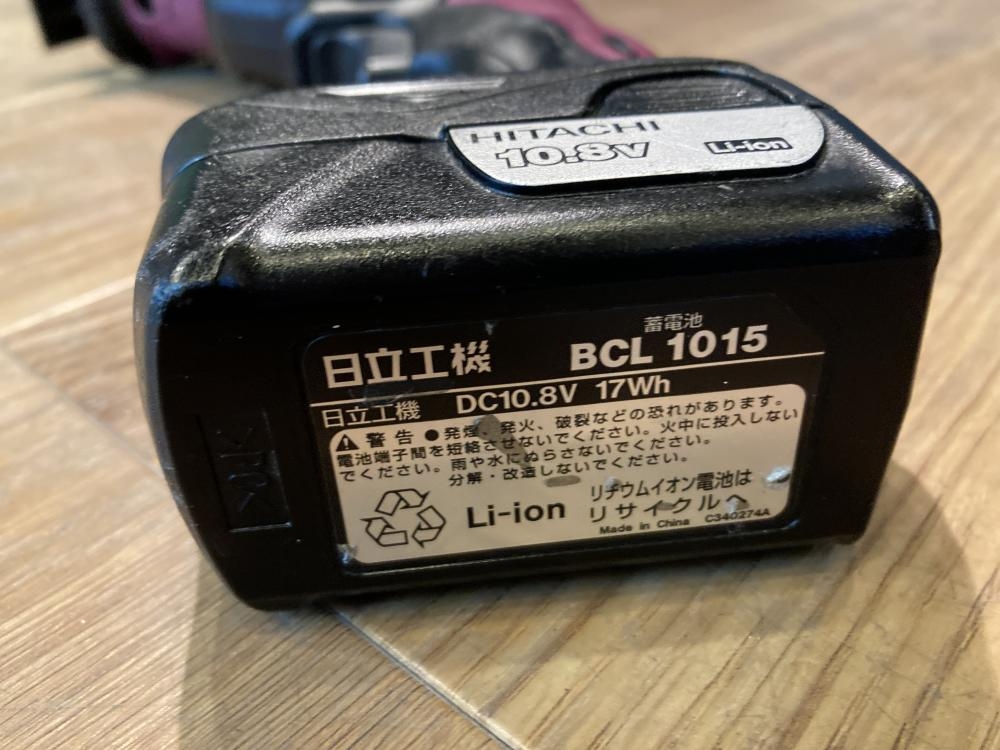 HITACHI
10.8V Li-ion
蓄電池
日立工機 BCL 1015
日立工機 DC10.8V 17Wh
警告 ●発煙、発火、破裂などの恐れがあります。
電池端子間を短絡させないでください。火中に投入しない
でください。雨や水にぬらさないでください。
分解・改造しないでください。
Li-ion
リチウムイオン電池は
リサイクルへ
Made in China C340274A